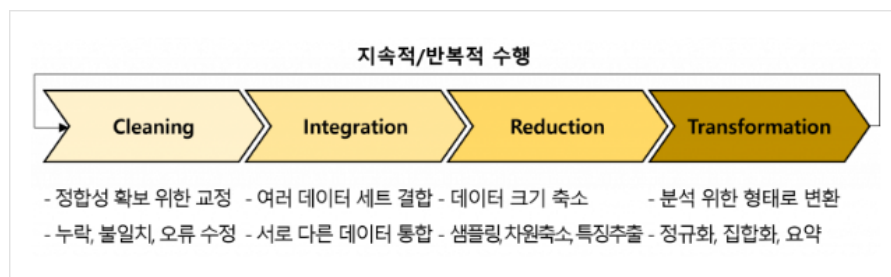 지속적/반복적 수행
Cleaning Integration Reduction Transformation
- 정합성 확보 위한 교정 - 여러 데이터 세트 결합 - 데이터 크기 축소 - 분석 위한 형태로 변환
- 누락, 불일치, 오류 수정 - 서로 다른 데이터 통합 - 샘플링, 차원축소, 특징추출 - 정규화, 집합화, 요약